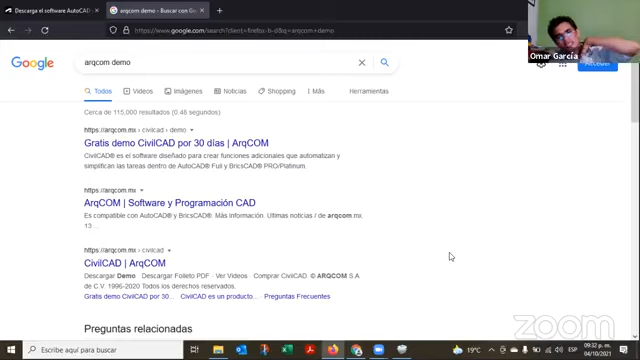 Descarga el software AutoCAD
arqcom demo - Buscar con Goo
https://www.google.com/search?client=firefox-b-d&q=arqcom+demo
Omar García
Google
arqcom demo
Acceder
Todos
Videos
Imágenes
Noticias
Shopping
Más
Herramientas
Cerca de 115,000 resultados (0.48 segundos)
https://arqcom.mx › civilcad › demo
Gratis demo CivilCAD por 30 días | ArqCOM
CivilCAD® es el software diseñado para crear funciones adicionales que automatizan y
simplifican las tareas dentro de AutoCAD® Full y BricsCAD® PRO/Platinum.
https://arqcom.mx
ArqCOM | Software y Programación CAD
Es compatible con AutoCAD® y BricsCAD®. Más información. Ultimas noticias / de arqcom.mx.
13 ...
https://arqcom.mx › civilcad
CivilCAD | ArqCOM
Descargar Demo · Descargar Folleto PDF · Ver Videos · Comprar CivilCAD. © ARQCOM S.A
de C.V. 1996-2020 Todos los derechos reservados.
Gratis demo CivilCAD por 30... · CivilCAD es un producto... · Preguntas Frecuentes
Preguntas relacionadas
zoom
Escribe aquí para buscar
19°C
ESP
09:32 p. m.
04/10/2021